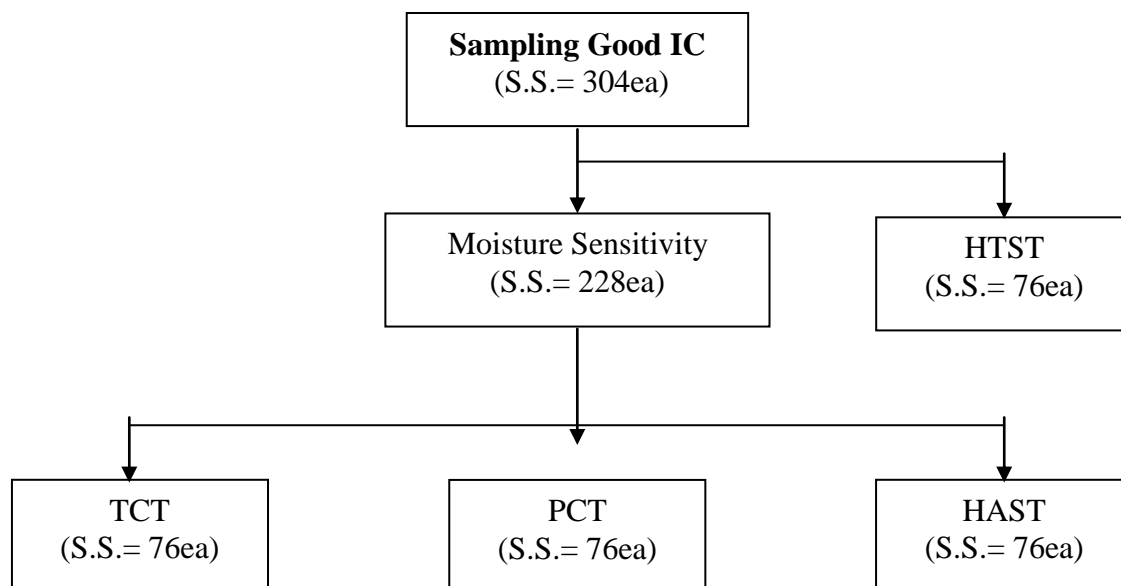 Sampling Good IC
(S.S.= 304ea)
Moisture Sensitivity
(S.S.= 228ea)
HTST
(S.S.= 76ea)
TCT
(S.S.= 76ea)
PCT
(S.S.= 76ea)
HAST
(S.S.= 76ea)